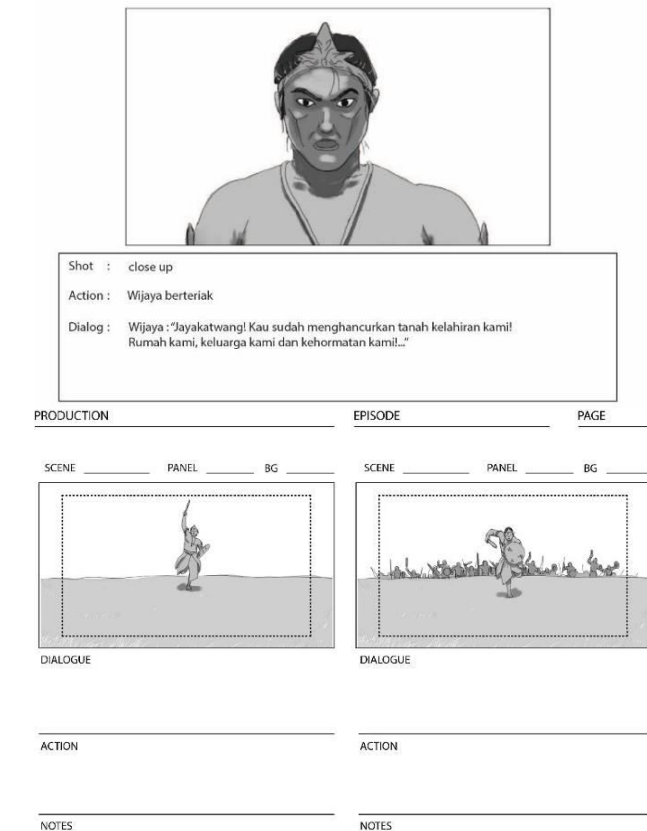 Shot : close up
Action : Wijaya berteriak
Dialog : Wijaya : “Jayakatwang! Kau sudah menghancurkan tanah kelahiran kami!
Rumah kami, keluarga kami dan kehormatan kami!...”
PRODUCTION EPISODE PAGE
SCENE PANEL BG SCENE PANEL BG
DIALOGUE DIALOGUE
ACTION ACTION
NOTES NOTES